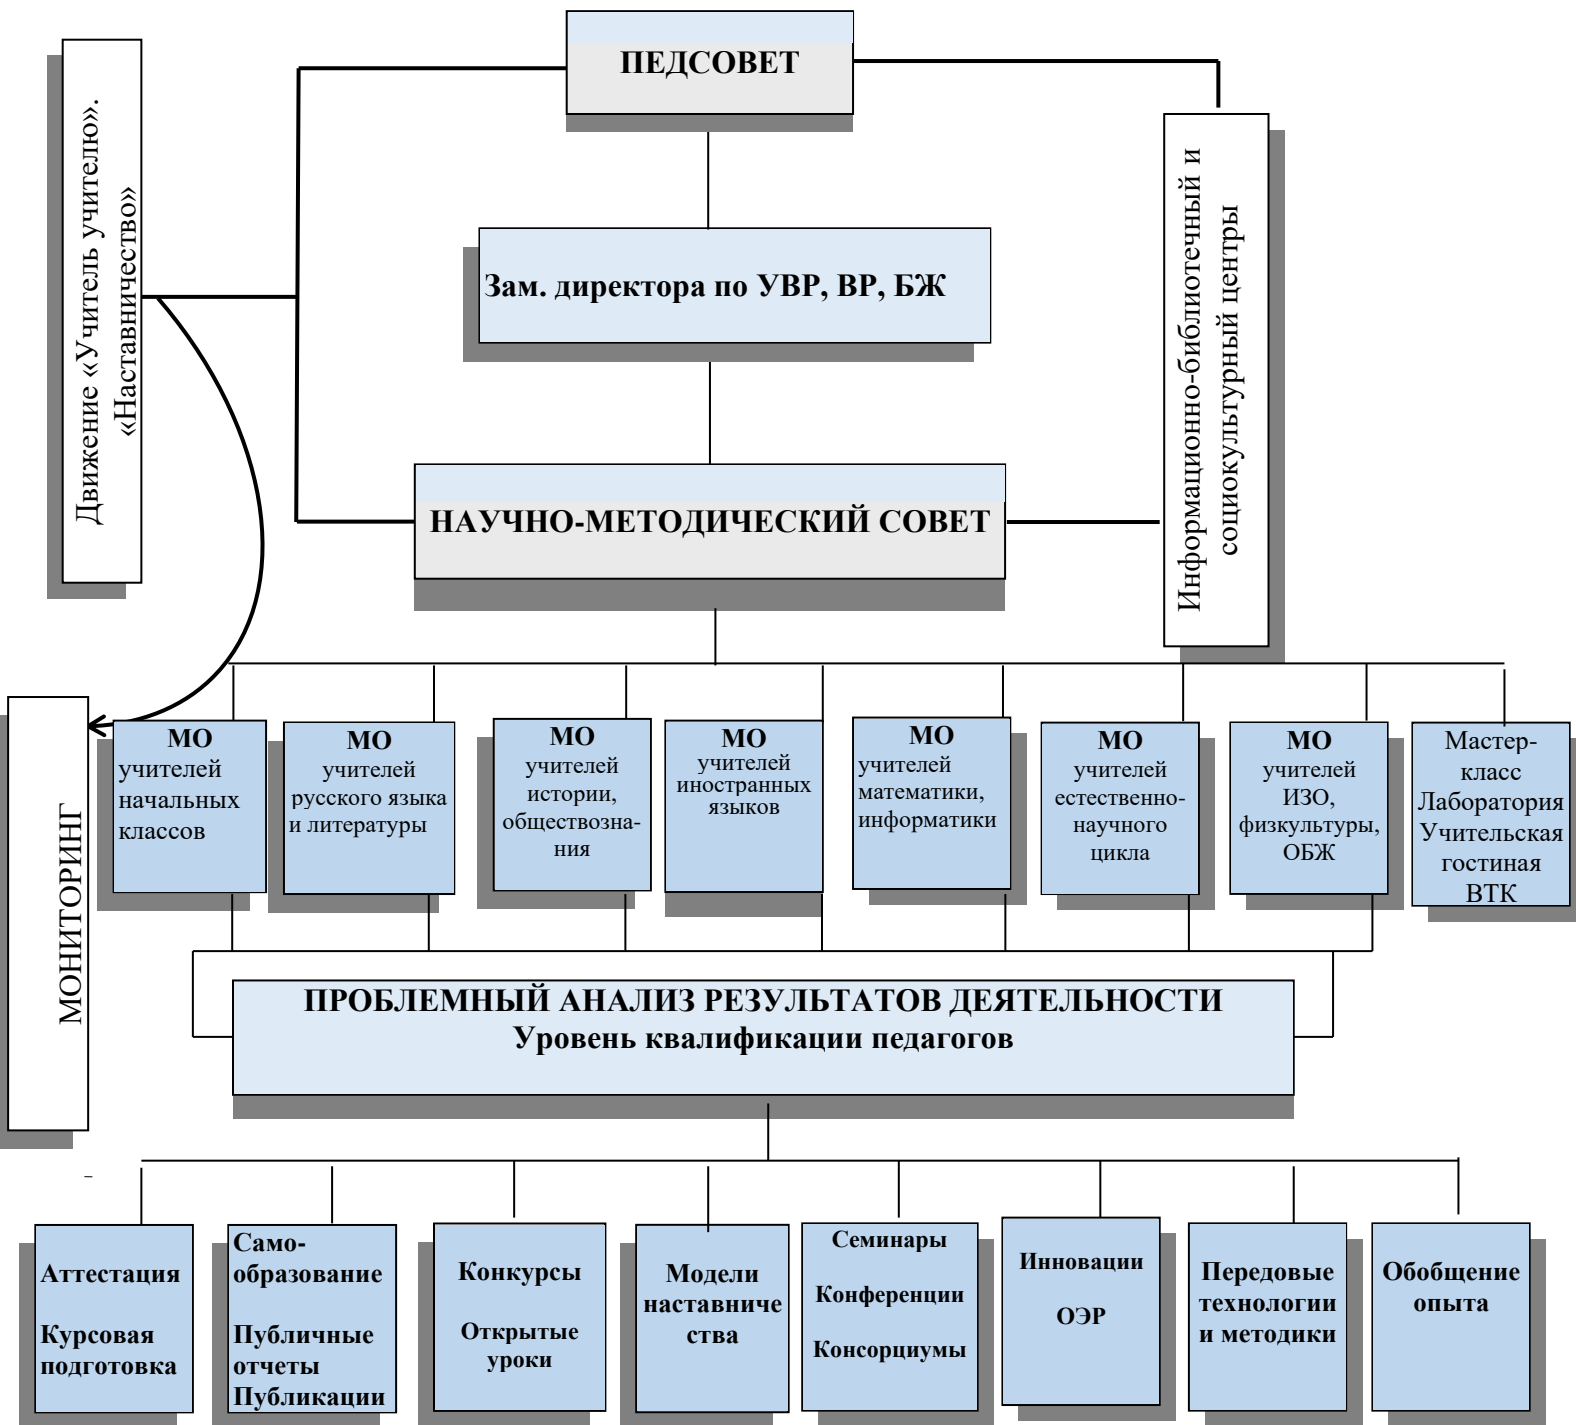 ПЕДСОВЕТ
Движение «Учитель учителю».
«Наставничество»
Информационно-библиотечный и
социокультурный центры
Зам. директора по УВР, ВР, БЖ
НАУЧНО-МЕТОДИЧЕСКИЙ СОВЕТ
МОНИТОРИНГ
МО
учителей
начальных
классов
МО
учителей
русского языка
и литературы
МО
учителей
истории,
обществозна-
ния
МО
учителей
иностранных
языков
МО
учителей
математики,
информатики
МО
учителей
естественно-
научного
цикла
МО
учителей
ИЗО,
физкультуры,
ОБЖ
Мастер-
класс
Лаборатория
Учительская
гостиная
ВТК
ПРОБЛЕМНЫЙ АНАЛИЗ РЕЗУЛЬТАТОВ ДЕЯТЕЛЬНОСТИ
Уровень квалификации педагогов
Аттестация
Курсовая
подготовка
Само-
образование
Публичные
отчеты
Публикации
Конкурсы
Открытые
уроки
Модели
наставниче
ства
Семинары
Конференции
Консорциумы
Инновации
ОЭР
Передовые
технологии
и методики
Обобщение
опыта